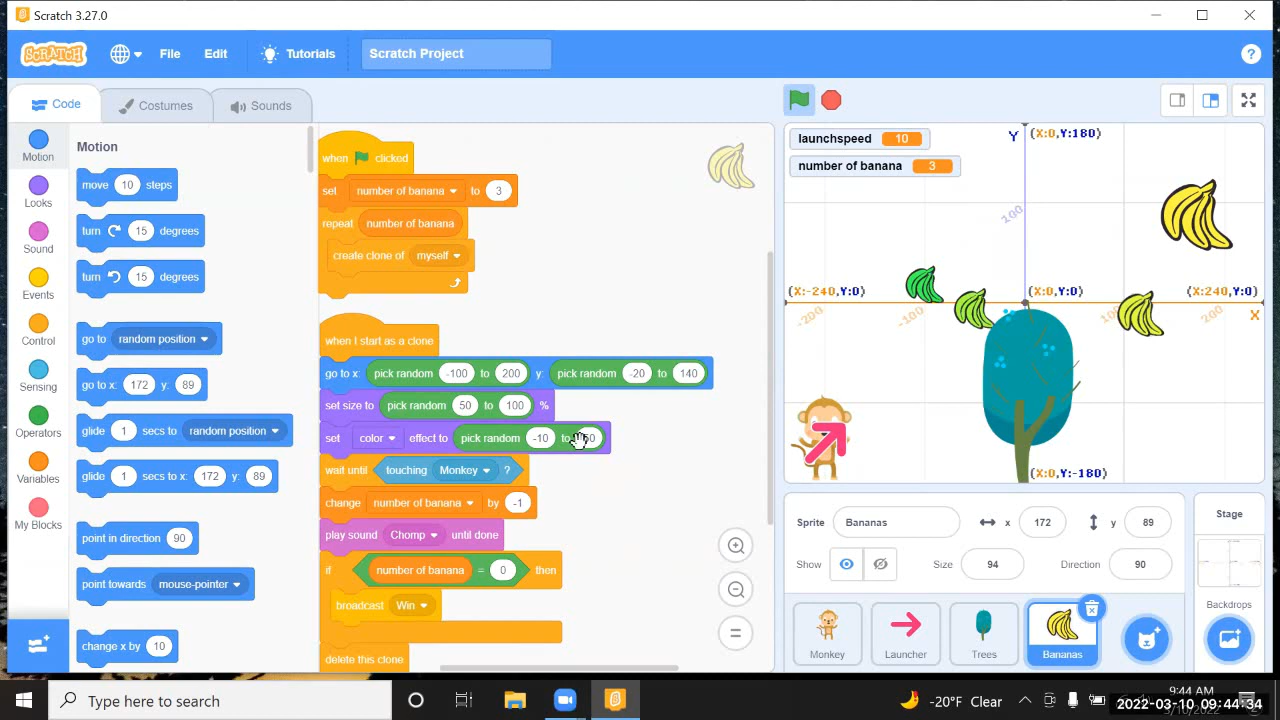 Scratch 3.27.0
SCRATCH
File
Edit
Tutorials
Scratch Project
?
Code
Costumes
Sounds
Motion
Looks
Sound
Events
Control
Sensing
Operators
Variables
My Blocks
Motion
move 10 steps
turn 15 degrees
turn 15 degrees
go to random position
go to x: 172 y: 89
glide 1 secs to random position
glide 1 secs to x: 172 y: 89
point in direction 90
point towards mouse-pointer
change x by 10
when clicked
set number of banana to 3
repeat number of banana
create clone of myself
when I start as a clone
go to x: pick random -100 to 200 y: pick random -20 to 140
set size to pick random 50 to 100 %
set color effect to pick random -10 to
wait until touching Monkey ?
change number of banana by -1
play sound Chomp until done
if number of banana = 0 then
broadcast Win
delete this clone
launchspeed 10
number of banana 3
Y (X:0,Y:180)
100
(X:-240,Y:0) (X:0,Y:0) (X:240,Y:0)
-200 -100 100 200 X
(X:0,Y:-180)
Sprite Bananas x 172 y 89
Show Size 94 Direction 90
Monkey
Launcher
Trees
Bananas
Stage
Backdrops
Type here to search
-20°F Clear
9:44 AM
2022-03-10 09:44:34